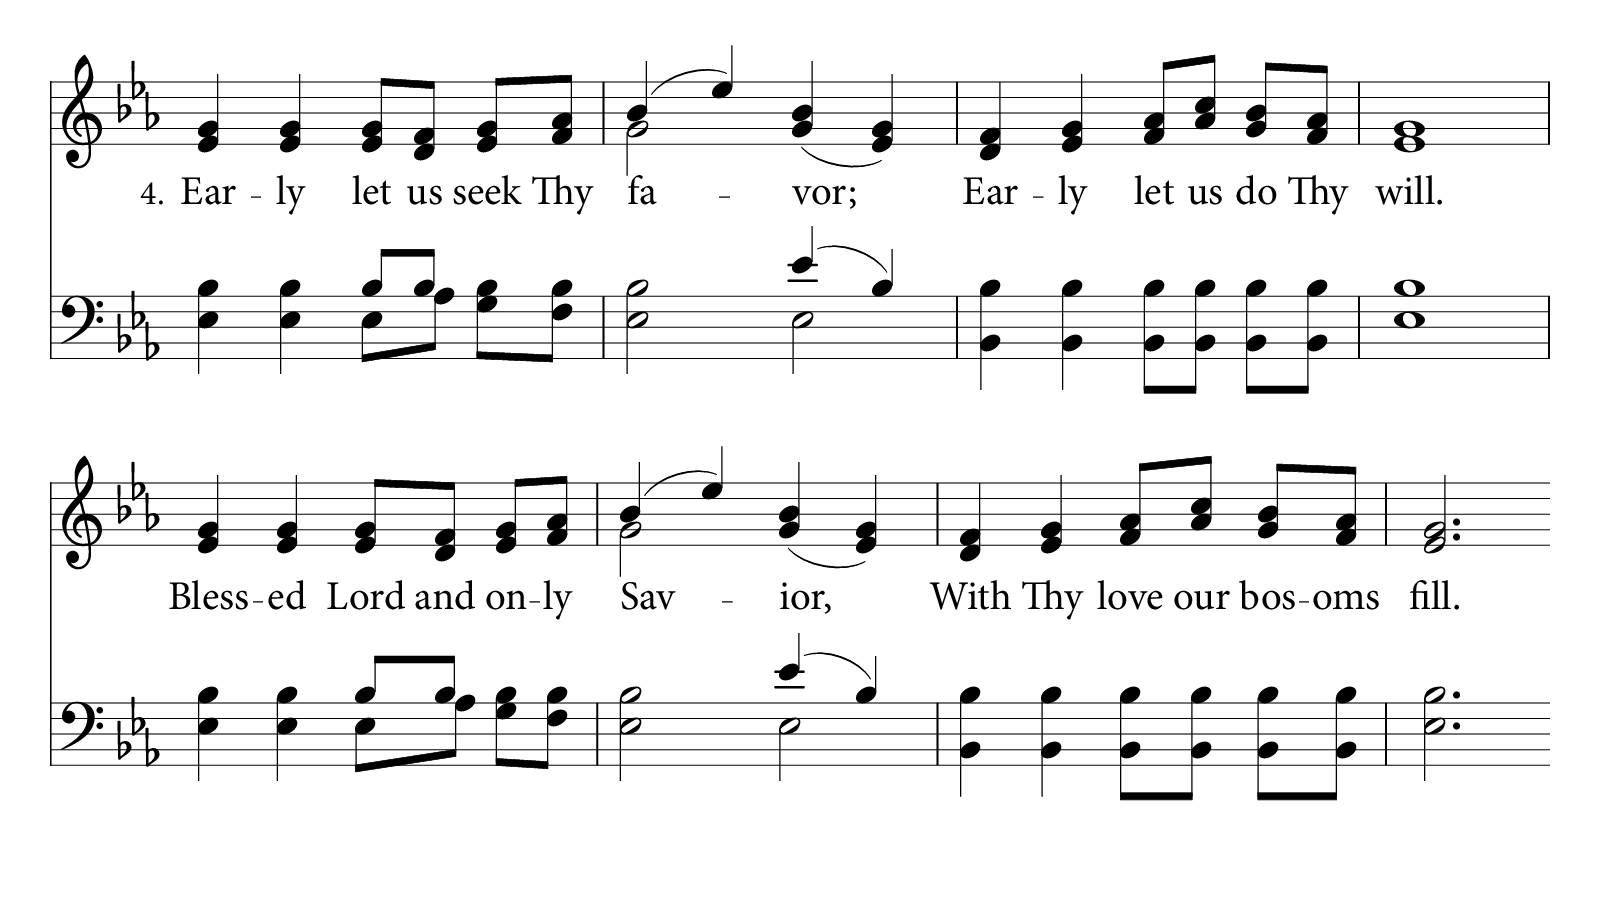 4. Ear - ly let us seek Thy fa - vor; Ear - ly let us do Thy will.
Bless - ed Lord and on - ly Sav - ior, With Thy love our bos - oms fill.